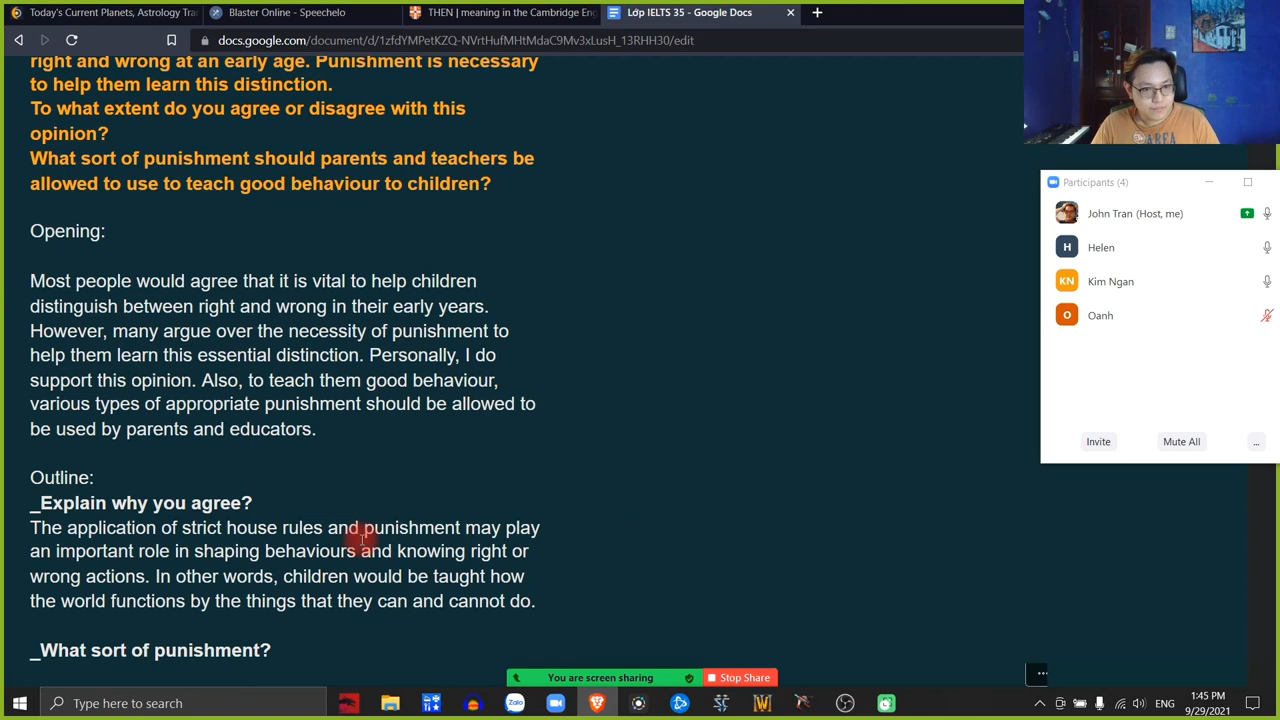 Today's Current Planets, Astrology Tra
Blaster Online - Speechelo
THEN | meaning in the Cambridge En
Lớp IELTS 35 - Google Docs
docs.google.com/document/d/1zfdYMPetKZQ-NVrtHufMHtMdaC9Mv3xLusH_13RHH30/edit
right and wrong at an early age. Punishment is necessary
to help them learn this distinction.
To what extent do you agree or disagree with this
opinion?
What sort of punishment should parents and teachers be
allowed to use to teach good behaviour to children?
Opening:
Most people would agree that it is vital to help children
distinguish between right and wrong in their early years.
However, many argue over the necessity of punishment to
help them learn this essential distinction. Personally, I do
support this opinion. Also, to teach them good behaviour,
various types of appropriate punishment should be allowed to
be used by parents and educators.
Outline:
_Explain why you agree?
The application of strict house rules and punishment may play
an important role in shaping behaviours and knowing right or
wrong actions. In other words, children would be taught how
the world functions by the things that they can and cannot do.
_What sort of punishment?
AREA
Participants (4)
John Tran (Host, me)
H Helen
KN Kim Ngan
O Oanh
Invite Mute All ...
You are screen sharing Stop Share
Type here to search
Zalo
ENG
1:45 PM
9/29/2021